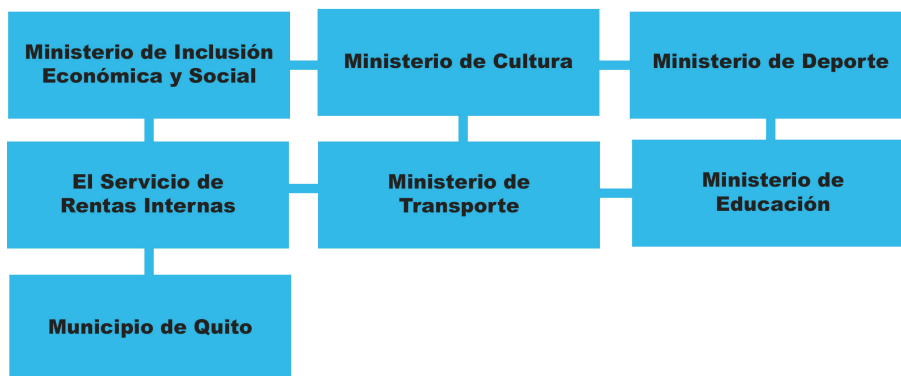 Ministerio de Inclusión
Económica y Social
Ministerio de Cultura
Ministerio de Deporte
El Servicio de
Rentas Internas
Ministerio de
Transporte
Ministerio de
Educación
Municipio de Quito